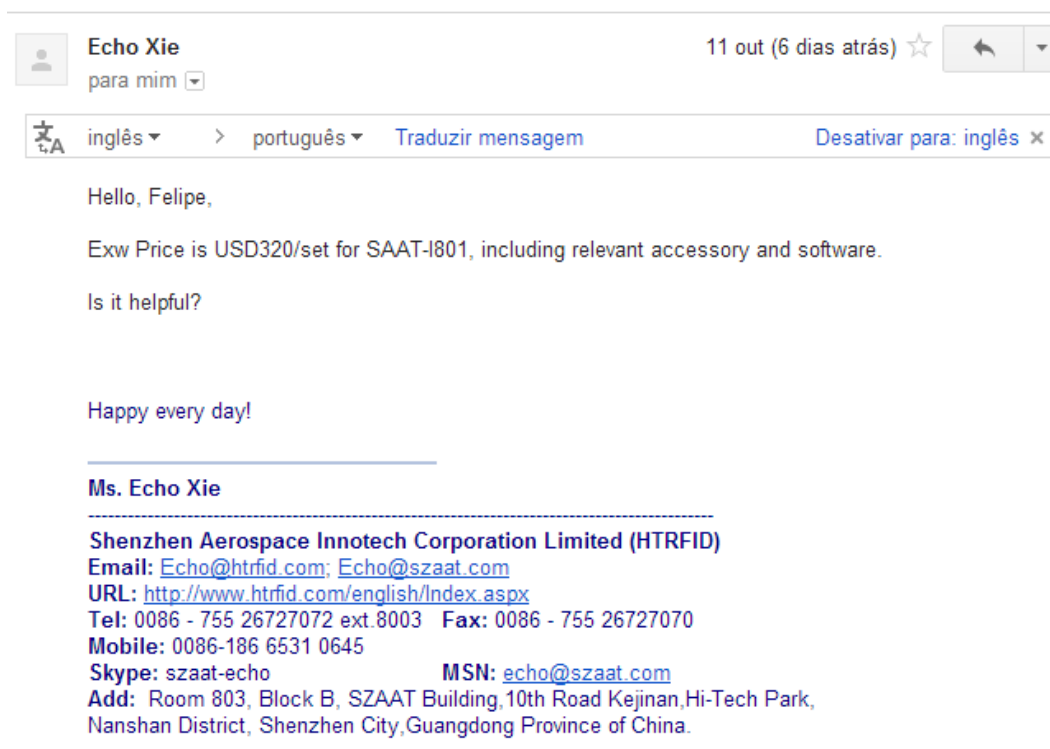 Echo Xie
11 out (6 dias atrás)
para mim
inglês > português Traduzir mensagem Desativar para: inglês ×
Hello, Felipe,
Exw Price is USD320/set for SAAT-I801, including relevant accessory and software.
Is it helpful?
Happy every day!
Ms. Echo Xie
Shenzhen Aerospace Innotech Corporation Limited (HTRFID)
Email: Echo@htrfid.com; Echo@szaat.com
URL: http://www.htrfid.com/english/Index.aspx
Tel: 0086 - 755 26727072 ext.8003 Fax: 0086 - 755 26727070
Mobile: 0086-186 6531 0645
Skype: szaat-echo MSN: echo@szaat.com
Add: Room 803, Block B, SZAAT Building,10th Road Kejinan,Hi-Tech Park,
Nanshan District, Shenzhen City,Guangdong Province of China.